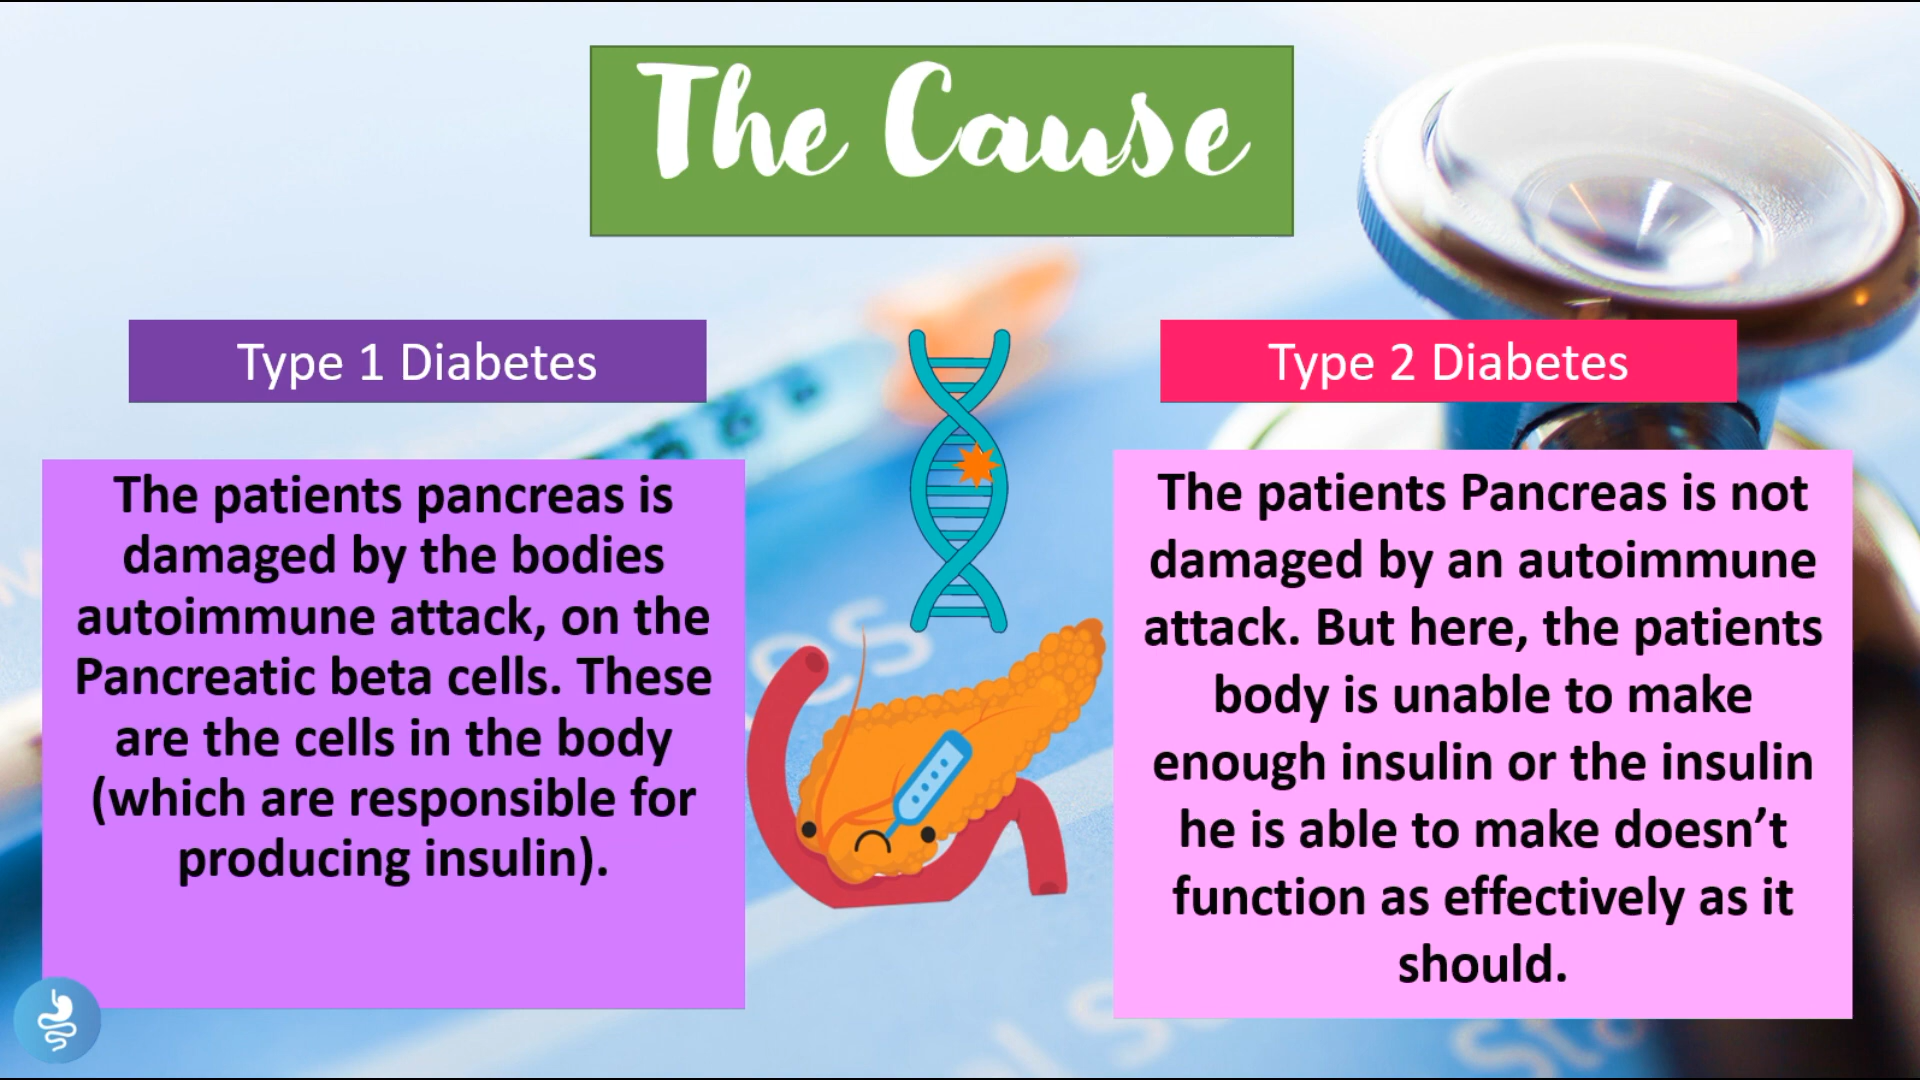 The Cause
Type 1 Diabetes
The patients pancreas is
damaged by the bodies
autoimmune attack, on the
Pancreatic beta cells. These
are the cells in the body
(which are responsible for
producing insulin).
Type 2 Diabetes
The patients Pancreas is not
damaged by an autoimmune
attack. But here, the patients
body is unable to make
enough insulin or the insulin
he is able to make doesn’t
function as effectively as it
should.